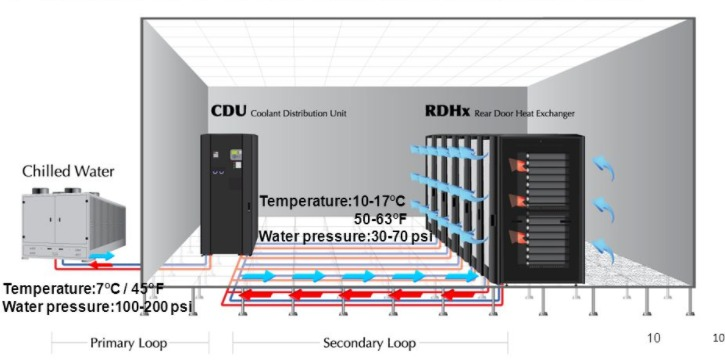 CDU Coolant Distribution Unit
RDHx Rear Door Heat Exchanger
Chilled Water
Temperature:10-17°C
50-63°F
Water pressure:30-70 psi
Temperature:7°C / 45°F
Water pressure:100-200 psi
Primary Loop
Secondary Loop
10
10